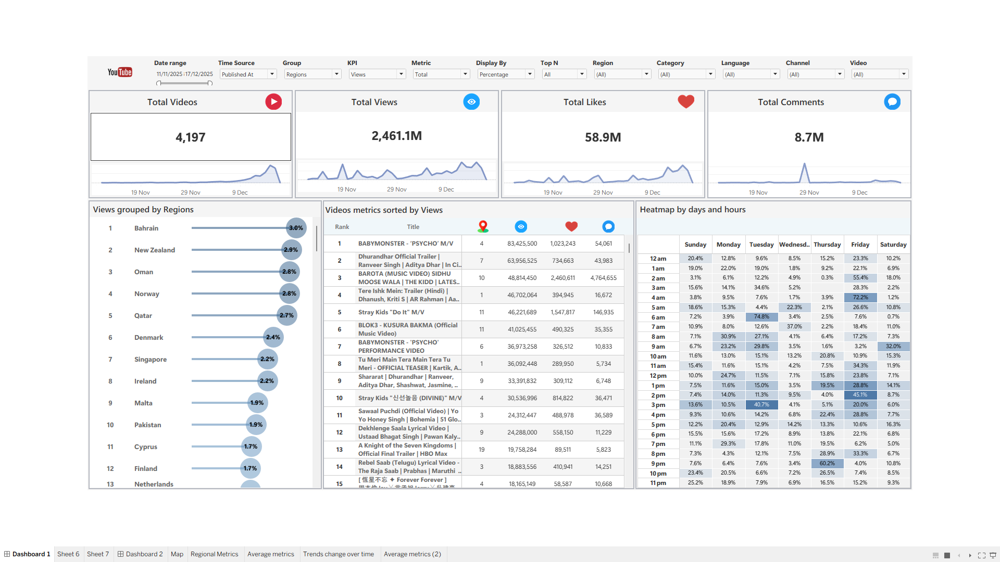 YouTube
Date range
11/11/2025
17/12/2025
Time Source
Published At
Group
Regions
KPI
Views
Metric
Total
Display By
Percentage
Top N
All
Region
(All)
Category
(All)
Language
(All)
Channel
(All)
Video
(All)
Total Videos
4,197
19 Nov 29 Nov 9 Dec
Total Views
2,461.1M
19 Nov 29 Nov 9 Dec
Total Likes
58.9M
19 Nov 29 Nov 9 Dec
Total Comments
8.7M
19 Nov 29 Nov 9 Dec
Views grouped by Regions
1 Bahrain 3.0%
2 New Zealand 2.9%
3 Oman 2.8%
4 Norway 2.8%
5 Qatar 2.7%
6 Denmark 2.4%
7 Singapore 2.2%
8 Ireland 2.2%
9 Malta 1.9%
10 Pakistan 1.9%
11 Cyprus 1.7%
12 Finland 1.7%
13 Netherlands
Videos metrics sorted by Views
Rank Title
1 BABYMONSTER - 'PSYCHO' M/V 4 83,425,500 1,023,243 54,061
2 Dhurandhar Official Trailer |
Ranveer Singh | Aditya Dhar | In Ci.. 7 63,956,525 734,663 43,983
3 BAROTA (MUSIC VIDEO) SIDHU
MOOSE WALA | THE KIDD | LATES.. 10 48,814,450 2,460,611 4,764,655
4 Tere Ishk Mein: Trailer (Hindi) |
Dhanush, Kriti S | AR Rahman | Aa.. 1 46,702,064 394,945 16,672
5 Stray Kids "Do It" M/V 11 46,221,689 1,547,817 146,935
6 BLOK3 - KUSURA BAKMA (Official
Music Video) 11 41,025,455 490,325 35,355
7 BABYMONSTER - 'PSYCHO'
PERFORMANCE VIDEO 6 36,973,258 326,512 10,833
8 Tu Meri Main Tera Main Tera Tu
Meri - OFFICIAL TEASER | Kartik, A.. 1 36,092,448 289,950 5,734
9 Shararat | Dhurandhar | Ranveer,
Aditya Dhar, Shashwat, Jasmine, .. 9 33,391,832 309,112 6,748
10 Stray Kids "신선놀음 (DIVINE)" M/V 4 30,536,996 814,822 36,471
11 Sawaal Puchdi (Official Video) | Yo
Yo Honey Singh | Bohemia | 51 Glo.. 3 24,312,447 488,978 36,589
12 Dekhlenge Saala Lyrical Video |
Ustaad Bhagat Singh | Pawan Kaly.. 9 24,288,000 558,150 11,229
13 A Knight of the Seven Kingdoms |
Official Final Trailer | HBO Max 19 19,758,284 89,511 5,823
14 Rebel Saab (Telugu) Lyrical Video -
The Raja Saab | Prabhas | Maruthi .. 3 18,883,556 410,941 14,251
15 [ 恆星不忘 ✦ Forever Forever ]
4 18,165,149 58,587 10,668
Heatmap by days and hours
Sunday Monday Tuesday Wednesd.. Thursday Friday Saturday
12 am 20.4% 12.8% 9.6% 8.5% 15.2% 23.3% 10.2%
1 am 19.0% 22.0% 19.0% 1.8% 9.2% 22.1% 6.9%
2 am 3.1% 6.1% 12.2% 4.9% 0.3% 55.4% 18.0%
3 am 15.6% 14.1% 34.6% 5.2% 28.3% 2.2%
4 am 3.8% 9.5% 7.6% 1.7% 3.9% 72.2% 1.2%
5 am 18.6% 15.3% 4.4% 22.3% 2.1% 26.6% 10.8%
6 am 7.2% 3.9% 74.8% 3.4% 2.5% 7.6% 0.7%
7 am 10.9% 8.0% 12.6% 37.0% 2.2% 18.4% 11.0%
8 am 7.1% 30.9% 27.1% 4.1% 6.4% 17.2% 7.3%
9 am 6.7% 23.2% 29.8% 3.5% 1.6% 3.2% 32.0%
10 am 11.6% 13.0% 15.1% 13.2% 20.8% 10.9% 15.3%
11 am 15.4% 11.6% 15.1% 4.2% 7.5% 34.3% 11.9%
12 pm 10.0% 24.7% 11.5% 7.1% 15.8% 23.8% 7.1%
1 pm 7.5% 11.6% 15.0% 3.5% 19.5% 28.8% 14.1%
2 pm 7.4% 14.0% 11.3% 9.5% 4.0% 45.1% 8.7%
3 pm 13.6% 10.5% 40.7% 4.1% 5.1% 20.0% 6.0%
4 pm 9.3% 10.6% 14.2% 6.8% 22.4% 28.8% 7.7%
5 pm 12.2% 20.4% 12.9% 14.2% 13.3% 10.6% 16.3%
6 pm 15.5% 15.6% 17.2% 8.9% 13.8% 22.1% 6.8%
7 pm 11.1% 29.3% 17.8% 11.0% 19.5% 6.2% 5.0%
8 pm 7.3% 4.3% 12.1% 7.5% 28.9% 33.3% 6.7%
9 pm 7.6% 6.4% 7.6% 3.4% 60.2% 4.0% 10.8%
10 pm 23.4% 20.5% 6.6% 7.2% 26.5% 7.4% 8.5%
11 pm 25.2% 18.9% 7.9% 6.9% 16.5% 15.2% 9.3%
Dashboard 1 Sheet 6 Sheet 7 Dashboard 2 Map Regional Metrics Average metrics Trends change over time Average metrics (2)